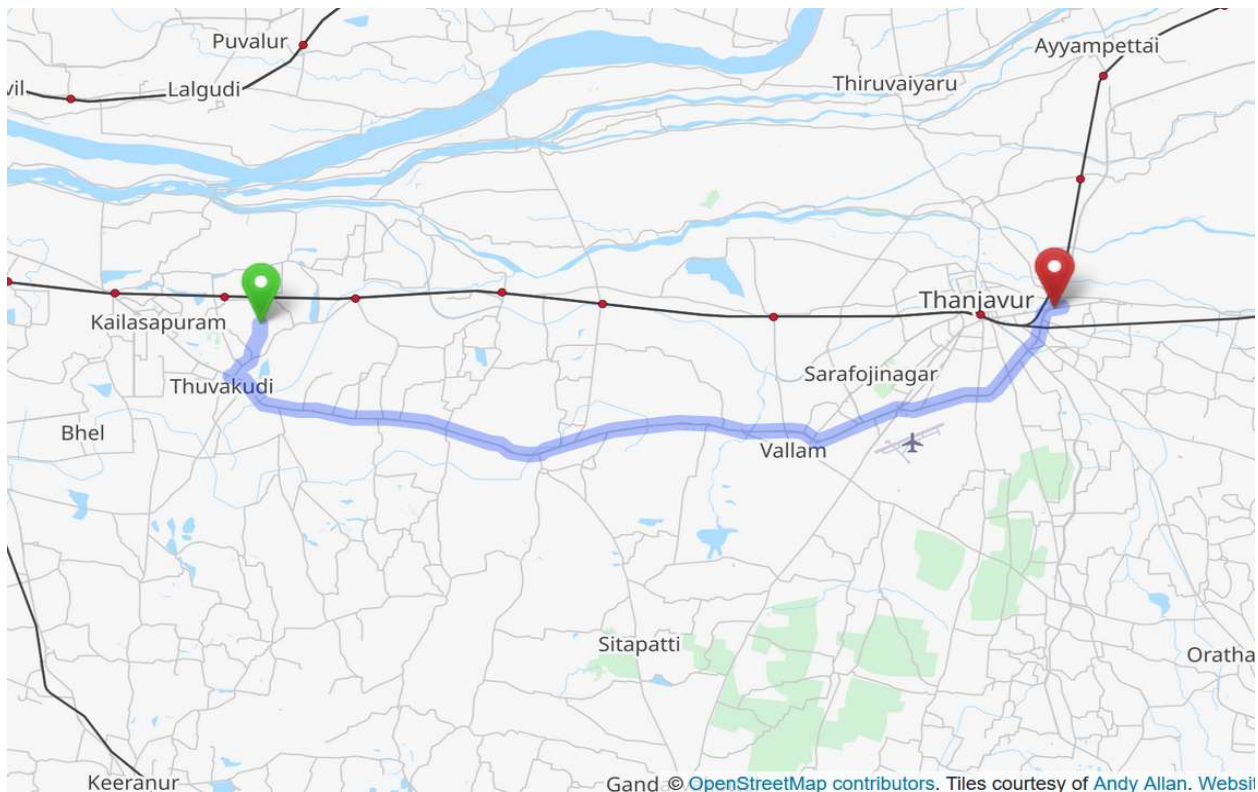 Puvalur
Ayyampettai
vil
Lalgudi
Thiruvaiyaru
Thanjavur
Kailasapuram
Sarafojinagar
Thuvakudi
Bhel
Vallam
Sitapatti
Oratha
Keeranur
Gand
© OpenStreetMap contributors. Tiles courtesy of Andy Allan. Websit